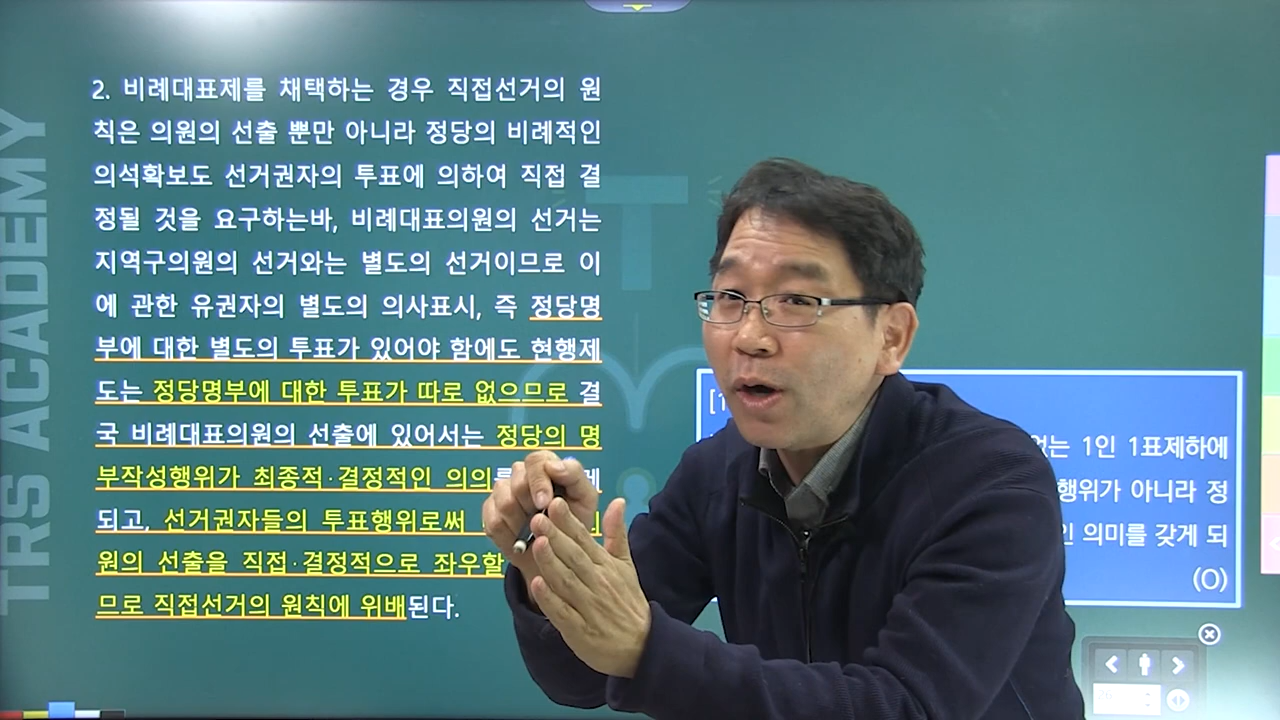 2. 비례대표제를 채택하는 경우 직접선거의 원
칙은 의원의 선출 뿐만 아니라 정당의 비례적인
의석확보도 선거권자의 투표에 의하여 직접 결
정될 것을 요구하는바, 비례대표의원의 선거는
지역구의원의 선거와는 별도의 선거이므로 이
에 관한 유권자의 별도의 의사표시, 즉 정당명
부에 대한 별도의 투표가 있어야 함에도 현행제
도는 정당명부에 대한 투표가 따로 없으므로 결
국 비례대표의원의 선출에 있어서는 정당의 명
부작성행위가 최종적·결정적인 의의
되고, 선거권자들의 투표행위로써
원의 선출을 직접·결정적으로 좌우할
므로 직접선거의 원칙에 위배된다.
1인 1표제하에
행위가 아니라 정
의미를 갖게 되
(O)
TRS ACADEMY